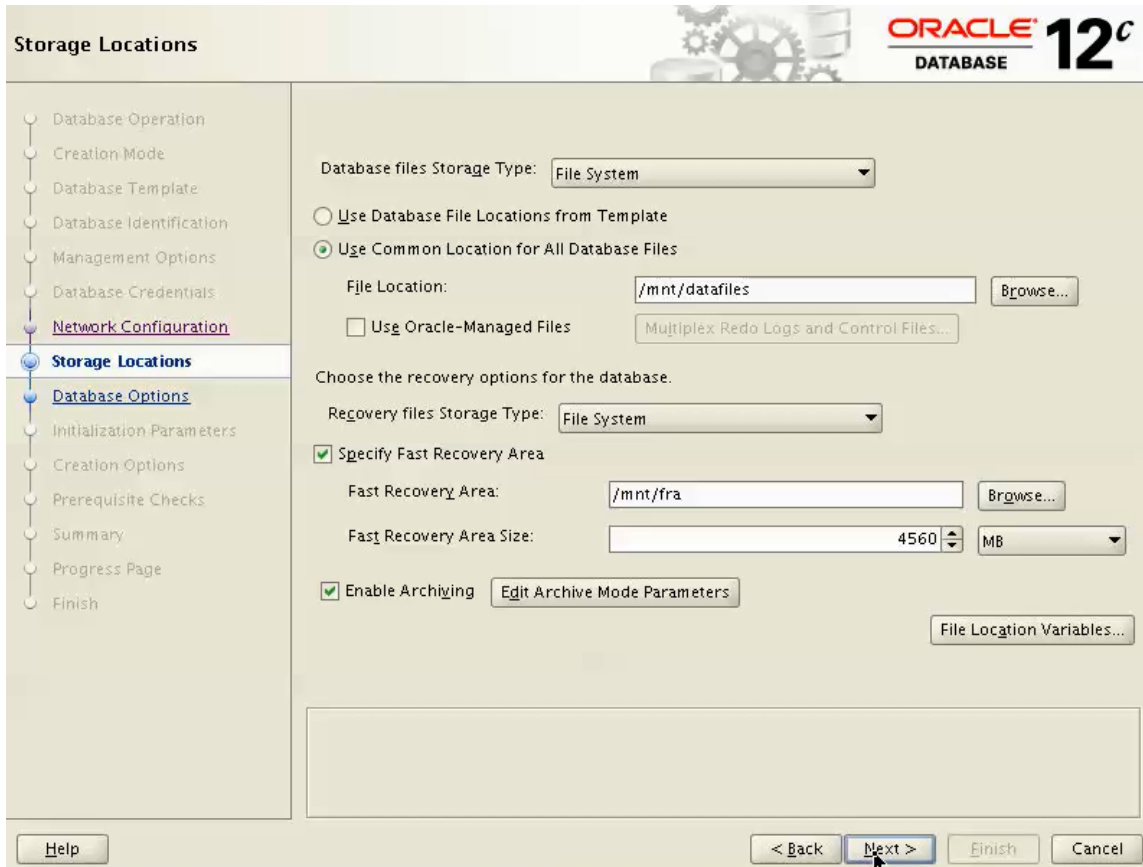 Storage Locations
ORACLE
DATABASE
12c
Database Operation
Creation Mode
Database Template
Database Identification
Management Options
Database Credentials
Network Configuration
Storage Locations
Database Options
Initialization Parameters
Creation Options
Prerequisite Checks
Summary
Progress Page
Finish
Database files Storage Type: File System
Use Database File Locations from Template
Use Common Location for All Database Files
File Location: /mnt/datafiles Browse...
Use Oracle-Managed Files Multiplex Redo Logs and Control Files...
Choose the recovery options for the database.
Recovery files Storage Type: File System
Specify Fast Recovery Area
Fast Recovery Area: /mnt/fra Browse...
Fast Recovery Area Size: 4560 MB
Enable Archiving Edit Archive Mode Parameters
File Location Variables...
Help < Back Next > Finish Cancel